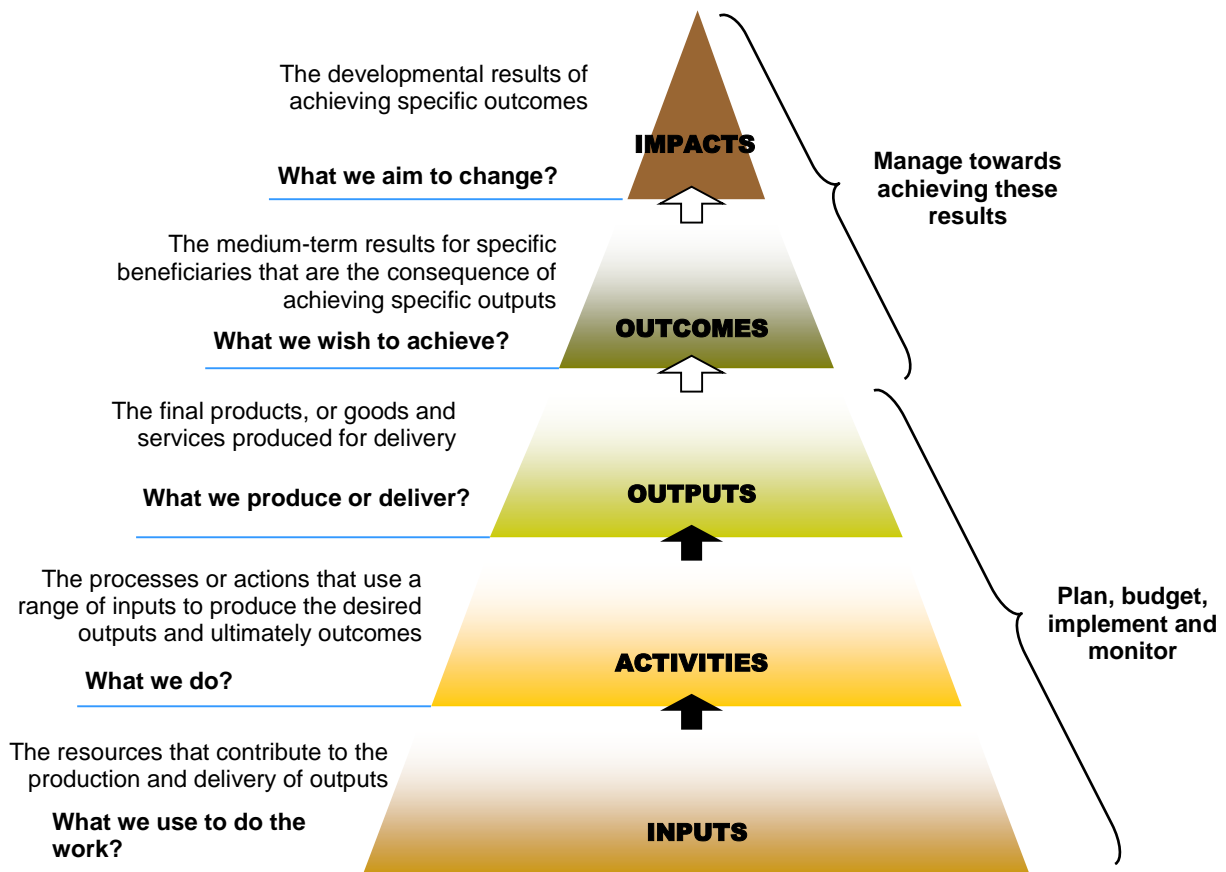 The developmental results of
achieving specific outcomes
IMPACTS
What we aim to change?
Manage towards
achieving these
results
The medium-term results for specific
beneficiaries that are the consequence of
achieving specific outputs
OUTCOMES
What we wish to achieve?
The final products, or goods and
services produced for delivery
OUTPUTS
What we produce or deliver?
The processes or actions that use a
range of inputs to produce the desired
outputs and ultimately outcomes
ACTIVITIES
What we do?
Plan, budget,
implement and
monitor
The resources that contribute to the
production and delivery of outputs
INPUTS
What we use to do the
work?